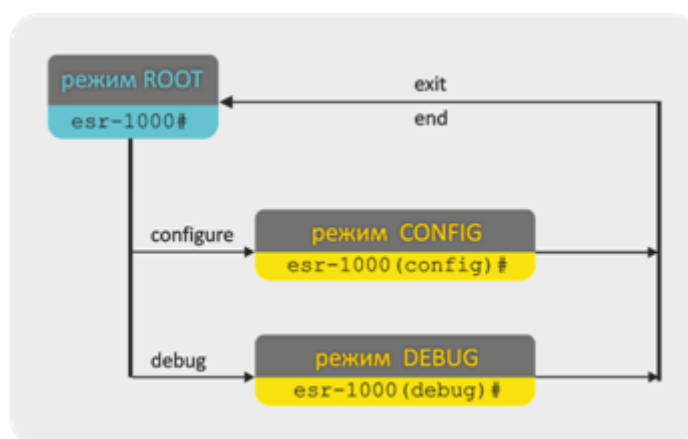 режим ROOT
esr-1000#
exit
end
configure
режим CONFIG
esr-1000(config)#
debug
режим DEBUG
esr-1000(debug)#